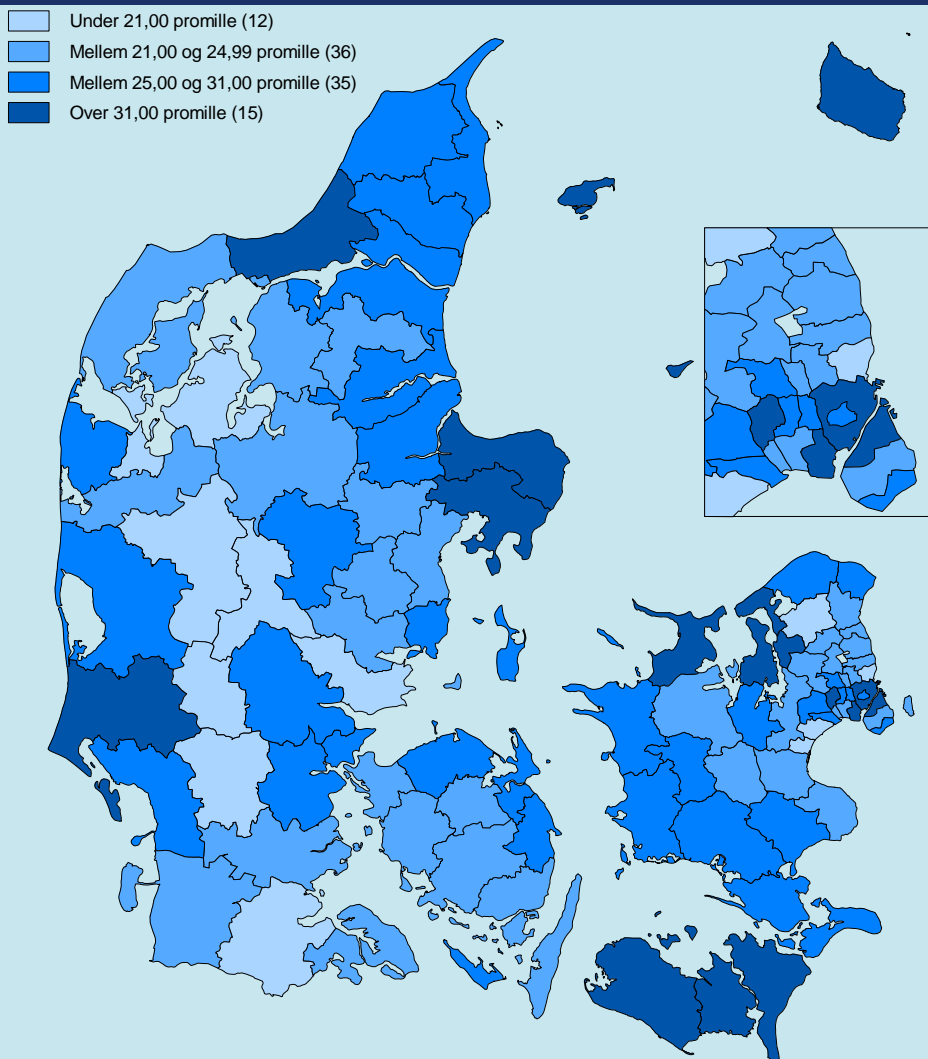 Under 21,00 promille (12)
Mellem 21,00 og 24,99 promille (36)
Mellem 25,00 og 31,00 promille (35)
Over 31,00 promille (15)